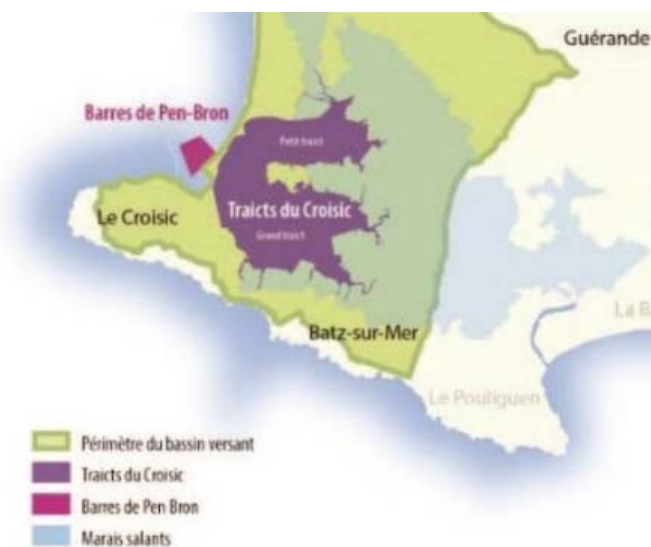 Guérande
Barres de Pen-Bron
Petit traict
Le Croisic
Traicts du Croisic
Grand traict
Batz-sur-Mer
La B
Le Pouliguen
Périmètre du bassin versant
Traicts du Croisic
Barres de Pen Bron
Marais salants